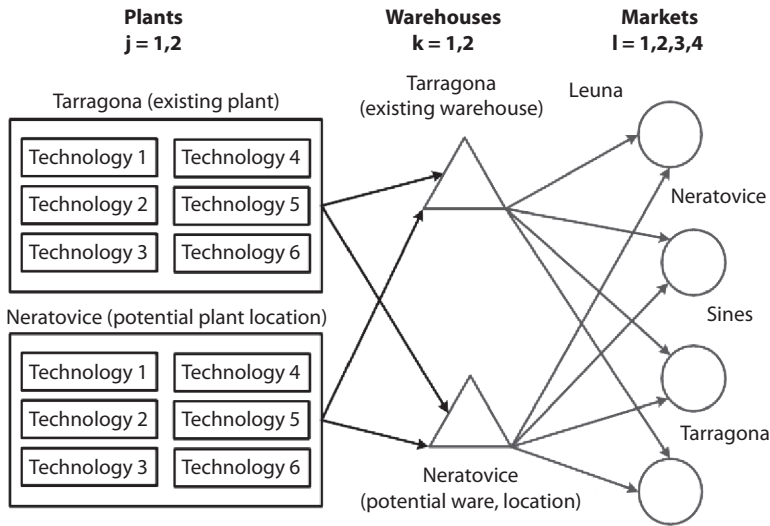 Plants
j = 1,2
Warehouses
k = 1,2
Markets
l = 1,2,3,4
Tarragona (existing plant)
Technology 1
Technology 4
Technology 2
Technology 5
Technology 3
Technology 6
Neratovice (potential plant location)
Technology 1
Technology 4
Technology 2
Technology 5
Technology 3
Technology 6
Tarragona
(existing warehouse)
Neratovice
(potential ware, location)
Leuna
Neratovice
Sines
Tarragona